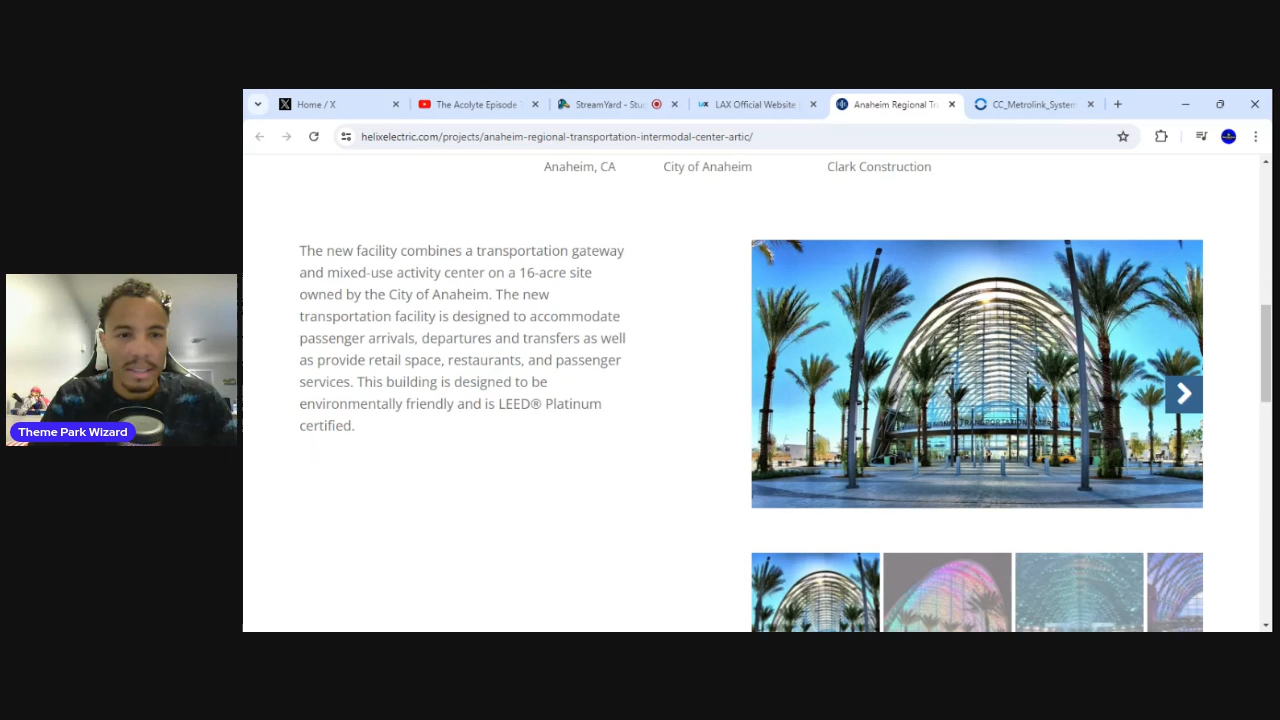 Home / X
The Acolyte Episode
StreamYard - Stu
LAX Official Website
Anaheim Regional Tr
CC_Metrolink_System
helixelectric.com/projects/anaheim-regional-transportation-intermodal-center-artic/
Anaheim, CA
City of Anaheim
Clark Construction
The new facility combines a transportation gateway
and mixed-use activity center on a 16-acre site
owned by the City of Anaheim. The new
transportation facility is designed to accommodate
passenger arrivals, departures and transfers as well
as provide retail space, restaurants, and passenger
services. This building is designed to be
environmentally friendly and is LEED® Platinum
certified.
Theme Park Wizard